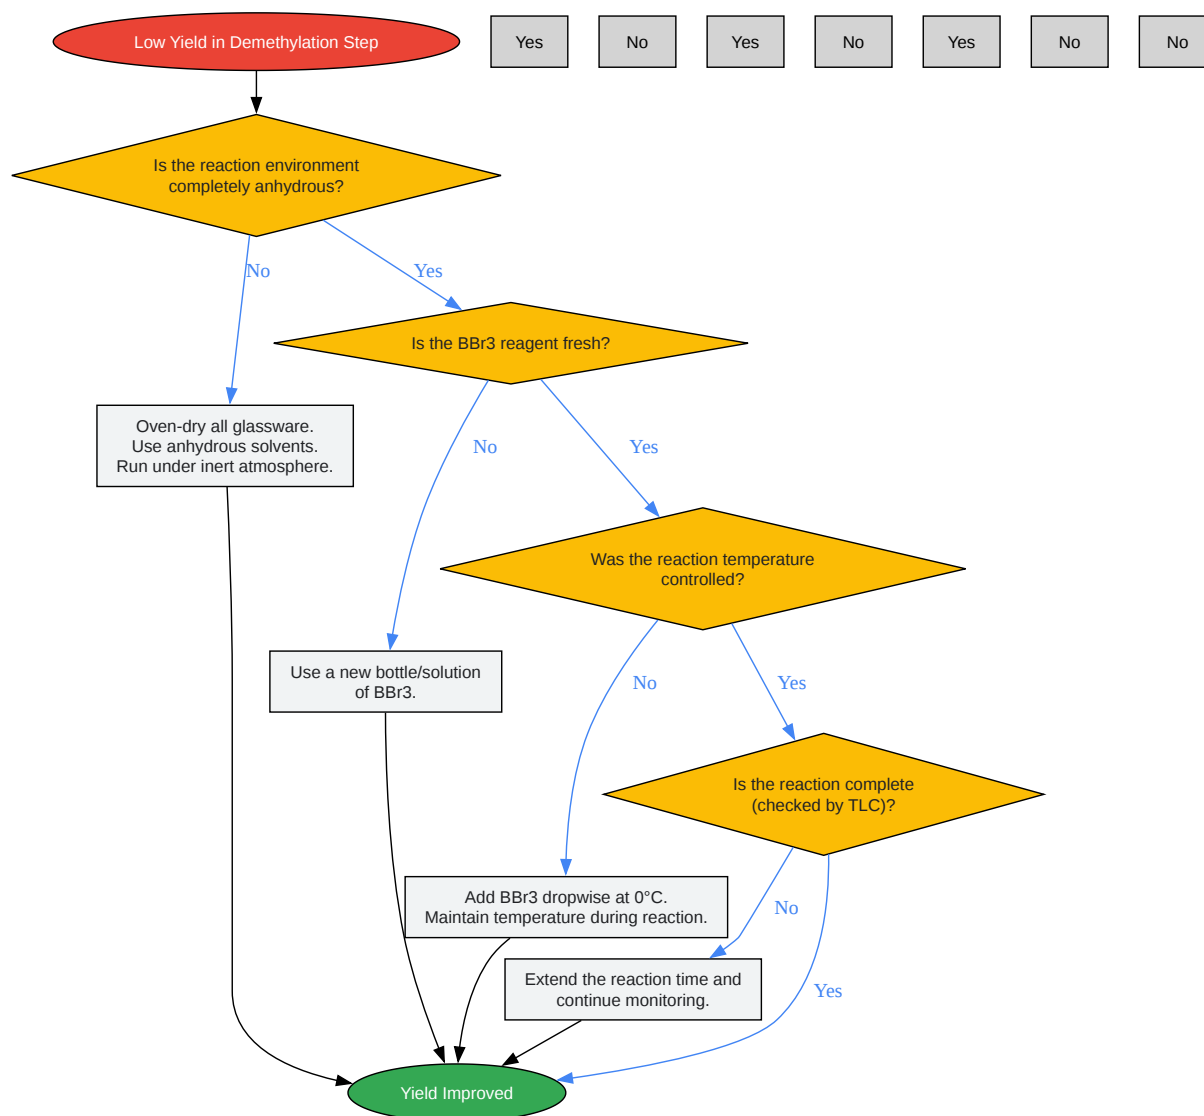 Low Yield in Demethylation Step
Yes
No
Yes
No
Yes
No
No
Is the reaction environment
completely anhydrous?
No
Yes
Is the BBr3 reagent fresh?
Oven-dry all glassware.
Use anhydrous solvents.
Run under inert atmosphere.
No
Yes
Was the reaction temperature
controlled?
Use a new bottle/solution
of BBr3.
No
Yes
Is the reaction complete
(checked by TLC)?
Add BBr3 dropwise at 0°C.
Maintain temperature during reaction.
No
Extend the reaction time and
continue monitoring.
Yes
Yield Improved